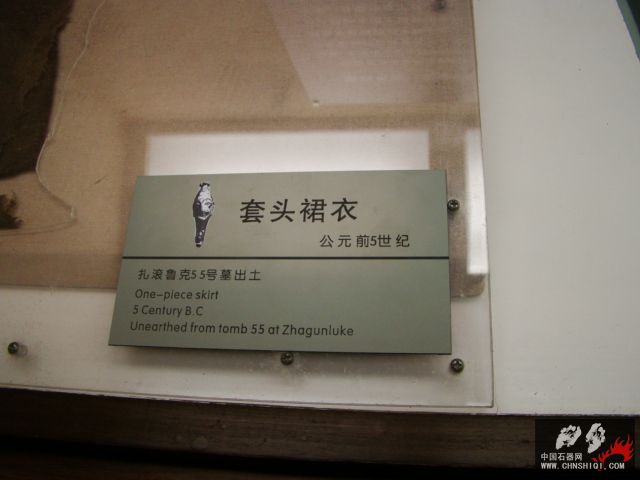 套头裙衣
公元前5世纪
扎滚鲁克55号墓出土
One-piece skirt
5 Century B.C
Unearthed from tomb 55 at Zhagunluke
中国石器网
WWW.CHNSHIQI.COM